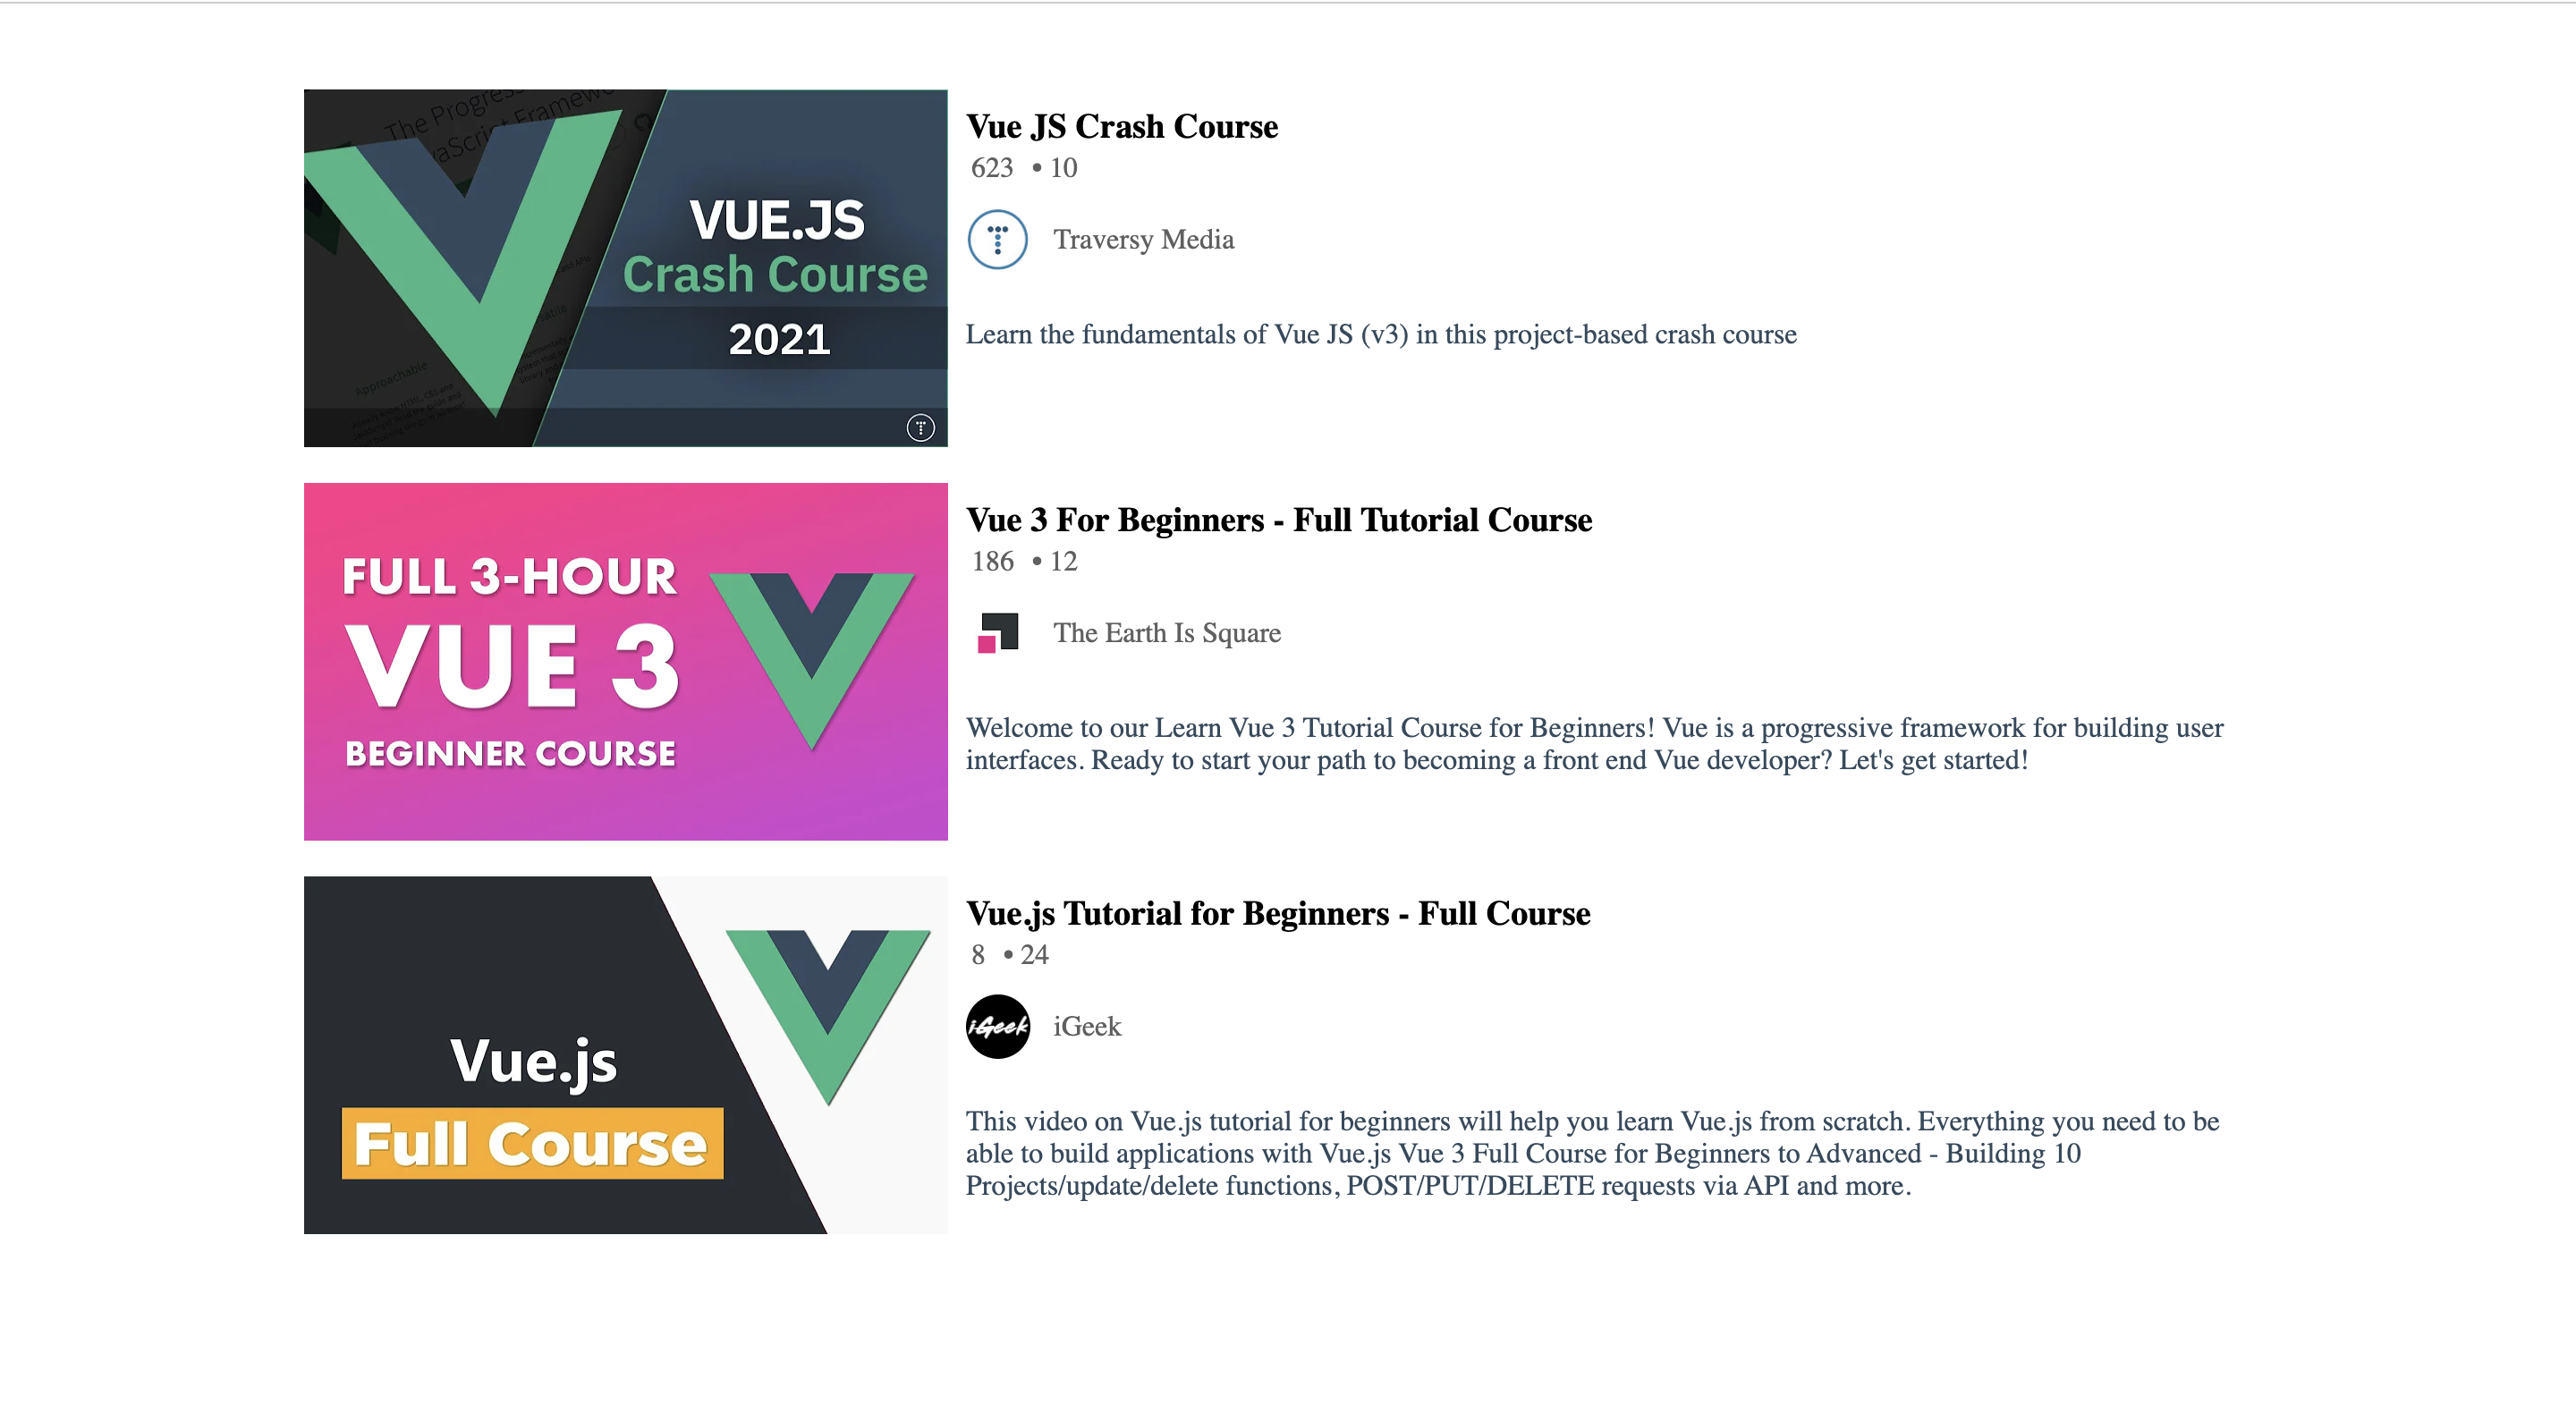 The Progress
VUE.JS
Crash Course
2021
Approachable
Vue JS Crash Course
623 • 10
Traversy Media
Learn the fundamentals of Vue JS (v3) in this project-based crash course
FULL 3-HOUR
VUE 3
BEGINNER COURSE
Vue 3 For Beginners - Full Tutorial Course
186 • 12
The Earth Is Square
Welcome to our Learn Vue 3 Tutorial Course for Beginners! Vue is a progressive framework for building user
interfaces. Ready to start your path to becoming a front end Vue developer? Let's get started!
Vue.js
Full Course
Vue.js Tutorial for Beginners - Full Course
8 • 24
iGeek
iGeek
This video on Vue.js tutorial for beginners will help you learn Vue.js from scratch. Everything you need to be
able to build applications with Vue.js Vue 3 Full Course for Beginners to Advanced - Building 10
Projects/update/delete functions, POST/PUT/DELETE requests via API and more.